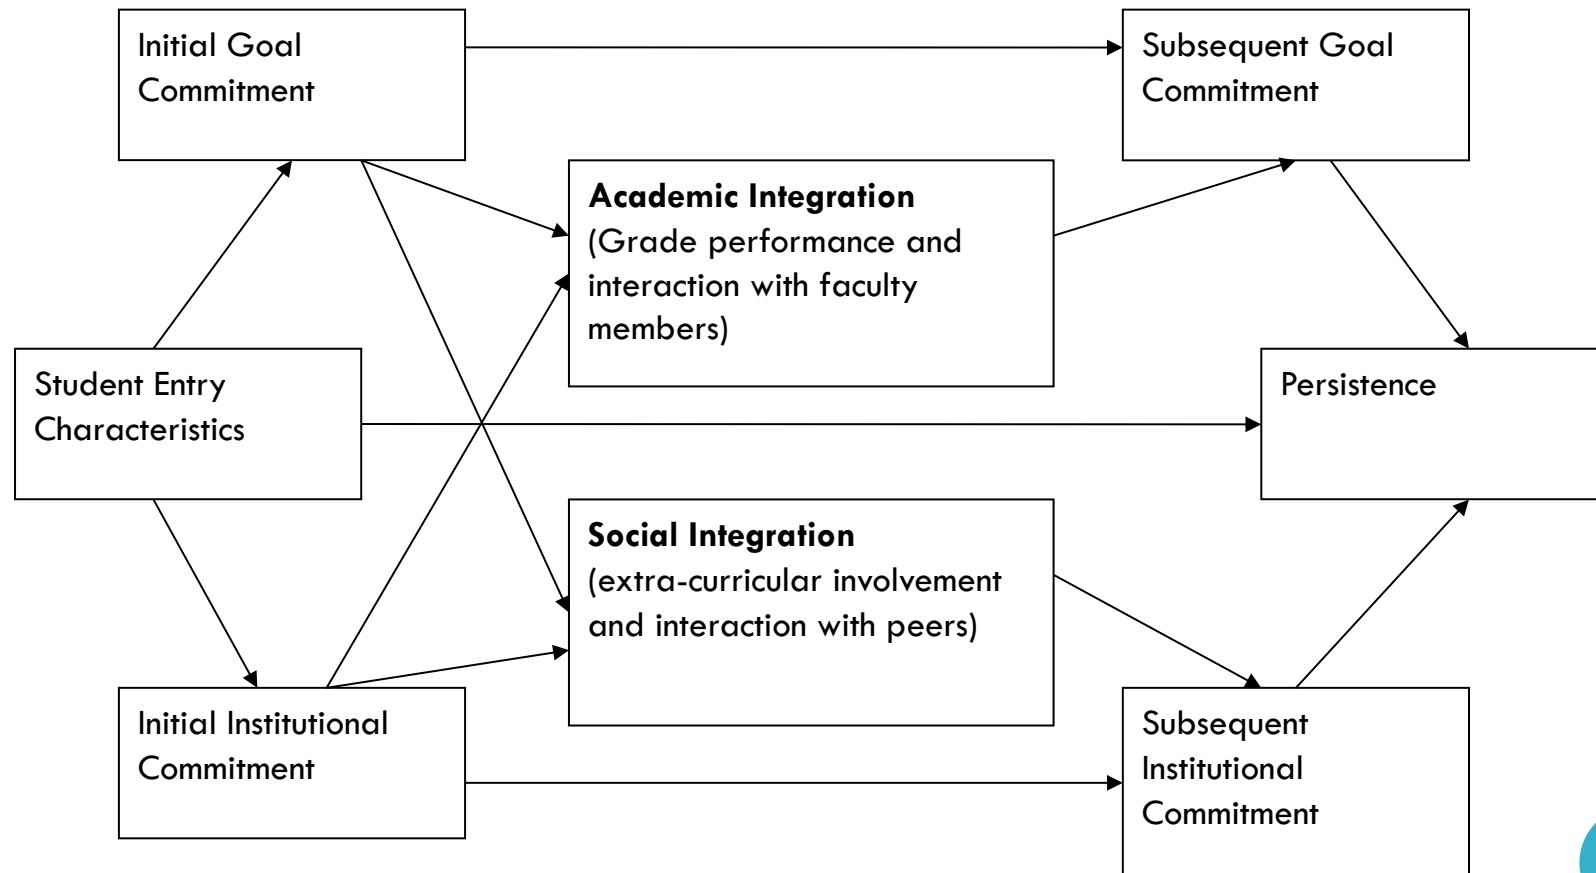 Initial Goal
Commitment
Subsequent Goal
Commitment
Academic Integration
(Grade performance and
interaction with faculty
members)
Student Entry
Characteristics
Persistence
Social Integration
(extra-curricular involvement
and interaction with peers)
Initial Institutional
Commitment
Subsequent
Institutional
Commitment